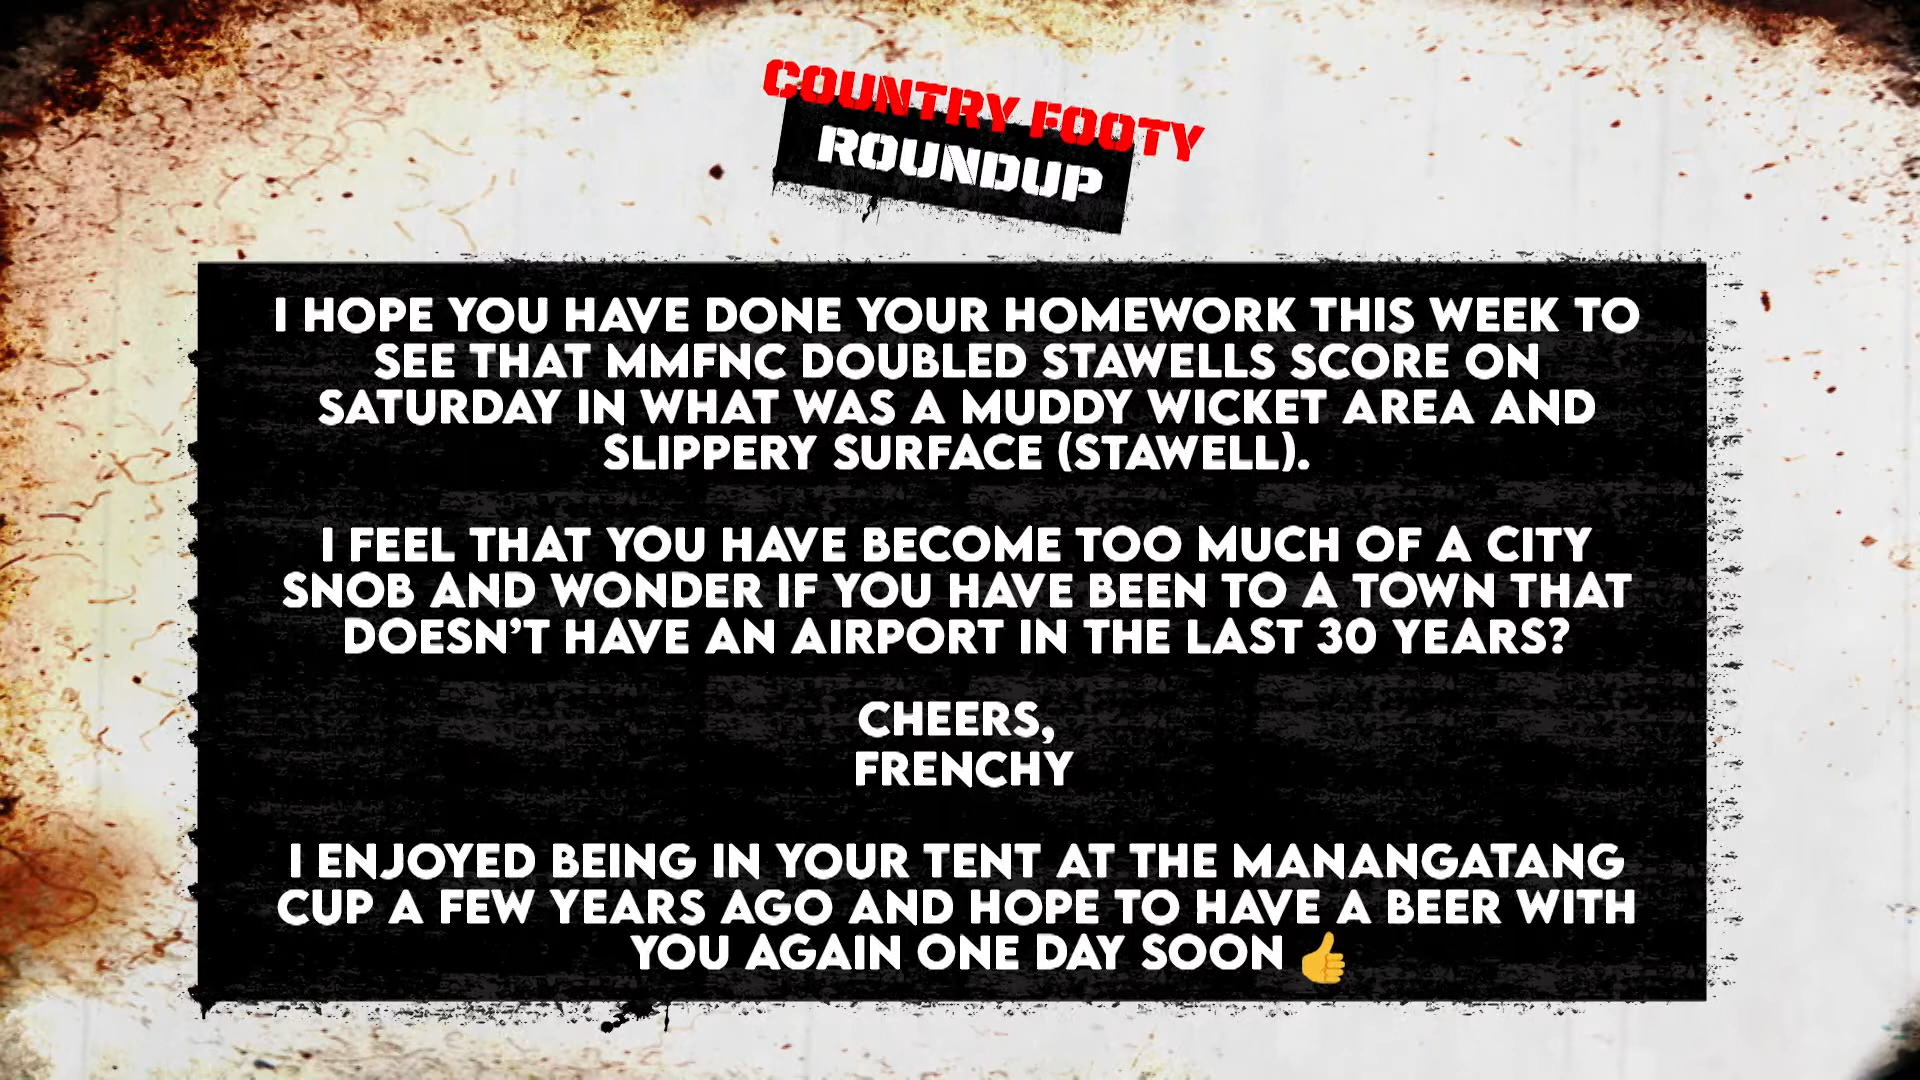 COUNTRY FOOTY
ROUNDUP
I HOPE YOU HAVE DONE YOUR HOMEWORK THIS WEEK TO
SEE THAT MMFNC DOUBLED STAWELLS SCORE ON
SATURDAY IN WHAT WAS A MUDDY WICKET AREA AND
SLIPPERY SURFACE (STAWELL).
I FEEL THAT YOU HAVE BECOME TOO MUCH OF A CITY
SNOB AND WONDER IF YOU HAVE BEEN TO A TOWN THAT
DOESN’T HAVE AN AIRPORT IN THE LAST 30 YEARS?
CHEERS,
FRENCHY
I ENJOYED BEING IN YOUR TENT AT THE MANANGATANG
CUP A FEW YEARS AGO AND HOPE TO HAVE A BEER WITH
YOU AGAIN ONE DAY SOON 👍